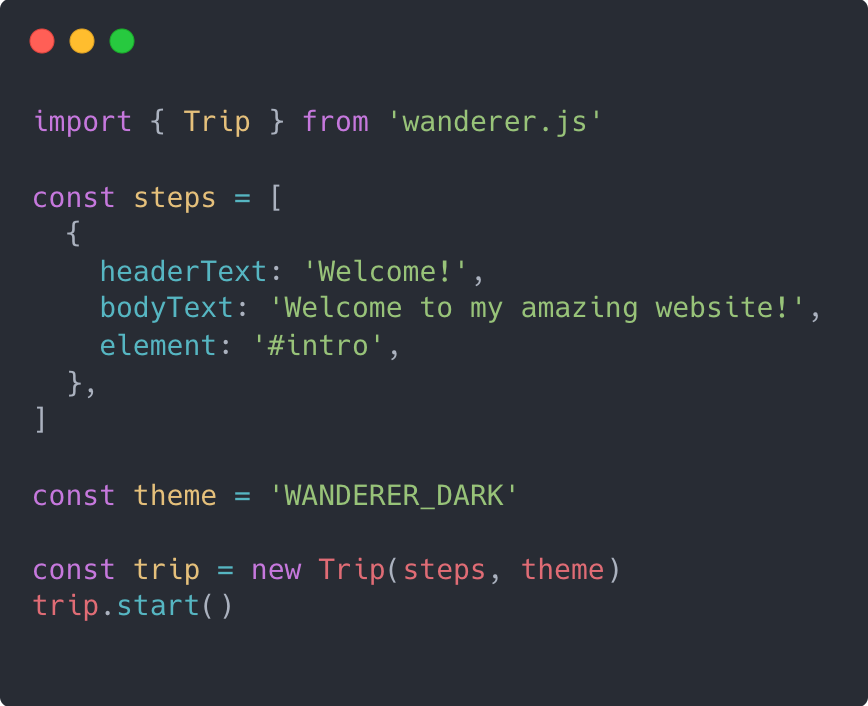 import { Trip } from 'wanderer.js'

const steps = [
  {
    headerText: 'Welcome!',
    bodyText: 'Welcome to my amazing website!',
    element: '#intro',
  },
]

const theme = 'WANDERER_DARK'

const trip = new Trip(steps, theme)
trip.start()